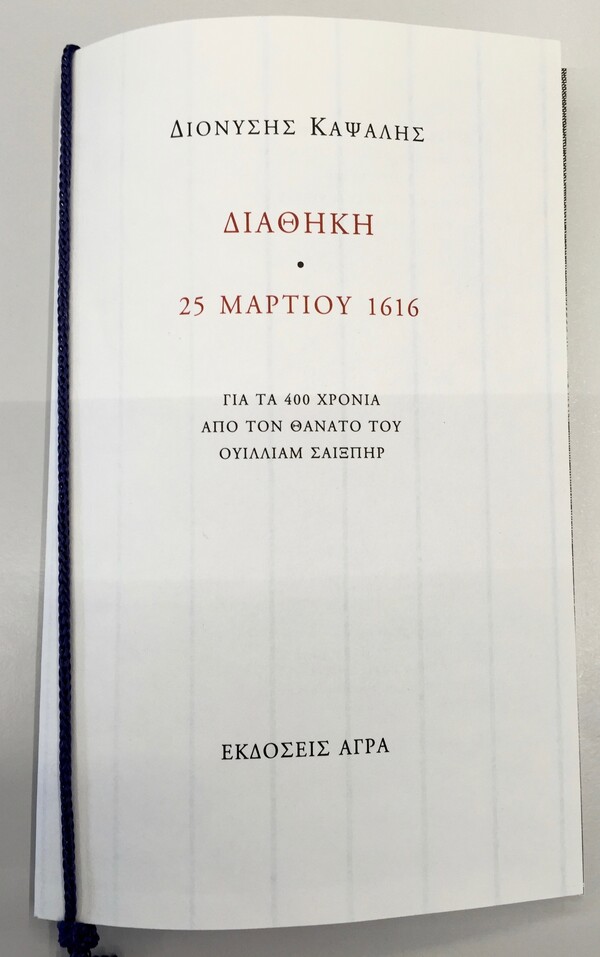 Διονυσης Καψαλης
ΔΙΑΘΗΚΗ
•
25 ΜΑΡΤΙΟΥ 1616
ΓΙΑ ΤΑ 400 ΧΡΟΝΙΑ
ΑΠΟ ΤΟΝ ΘΑΝΑΤΟ ΤΟΥ
ΟΥΙΛΛΙΑΜ ΣΑΙΞΠΗΡ
ΕΚΔΟΣΕΙΣ ΑΓΡΑ